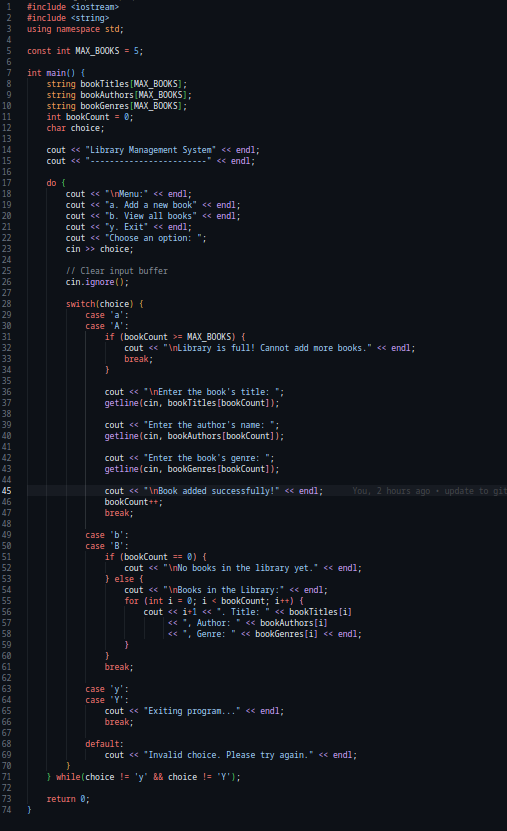 1 #include <iostream>
2 #include <string>
3 using namespace std;
4
5 const int MAX_BOOKS = 5;
6
7 int main() {
8     string bookTitles[MAX_BOOKS];
9     string bookAuthors[MAX_BOOKS];
10     string bookGenres[MAX_BOOKS];
11     int bookCount = 0;
12     char choice;
13
14     cout << "Library Management System" << endl;
15     cout << "------------------------" << endl;
16
17     do {
18         cout << "\nMenu:" << endl;
19         cout << "a. Add a new book" << endl;
20         cout << "b. View all books" << endl;
21         cout << "y. Exit" << endl;
22         cout << "Choose an option: ";
23         cin >> choice;
24
25         // Clear input buffer
26         cin.ignore();
27
28         switch(choice) {
29             case 'a':
30             case 'A':
31                 if (bookCount >= MAX_BOOKS) {
32                     cout << "\nLibrary is full! Cannot add more books." << endl;
33                     break;
34                 }
35
36                 cout << "\nEnter the book's title: ";
37                 getline(cin, bookTitles[bookCount]);
38
39                 cout << "Enter the author's name: ";
40                 getline(cin, bookAuthors[bookCount]);
41
42                 cout << "Enter the book's genre: ";
43                 getline(cin, bookGenres[bookCount]);
44
45                 cout << "\nBook added successfully!" << endl;     You, 2 hours ago • update to git
46                 bookCount++;
47                 break;
48
49             case 'b':
50             case 'B':
51                 if (bookCount == 0) {
52                     cout << "\nNo books in the library yet." << endl;
53                 } else {
54                     cout << "\nBooks in the Library:" << endl;
55                     for (int i = 0; i < bookCount; i++) {
56                         cout << i+1 << ". Title: " << bookTitles[i]
57                              << ", Author: " << bookAuthors[i]
58                              << ", Genre: " << bookGenres[i] << endl;
59                     }
60                 }
61                 break;
62
63             case 'y':
64             case 'Y':
65                 cout << "Exiting program..." << endl;
66                 break;
67
68             default:
69                 cout << "Invalid choice. Please try again." << endl;
70         }
71     } while(choice != 'y' && choice != 'Y');
72
73     return 0;
74 }